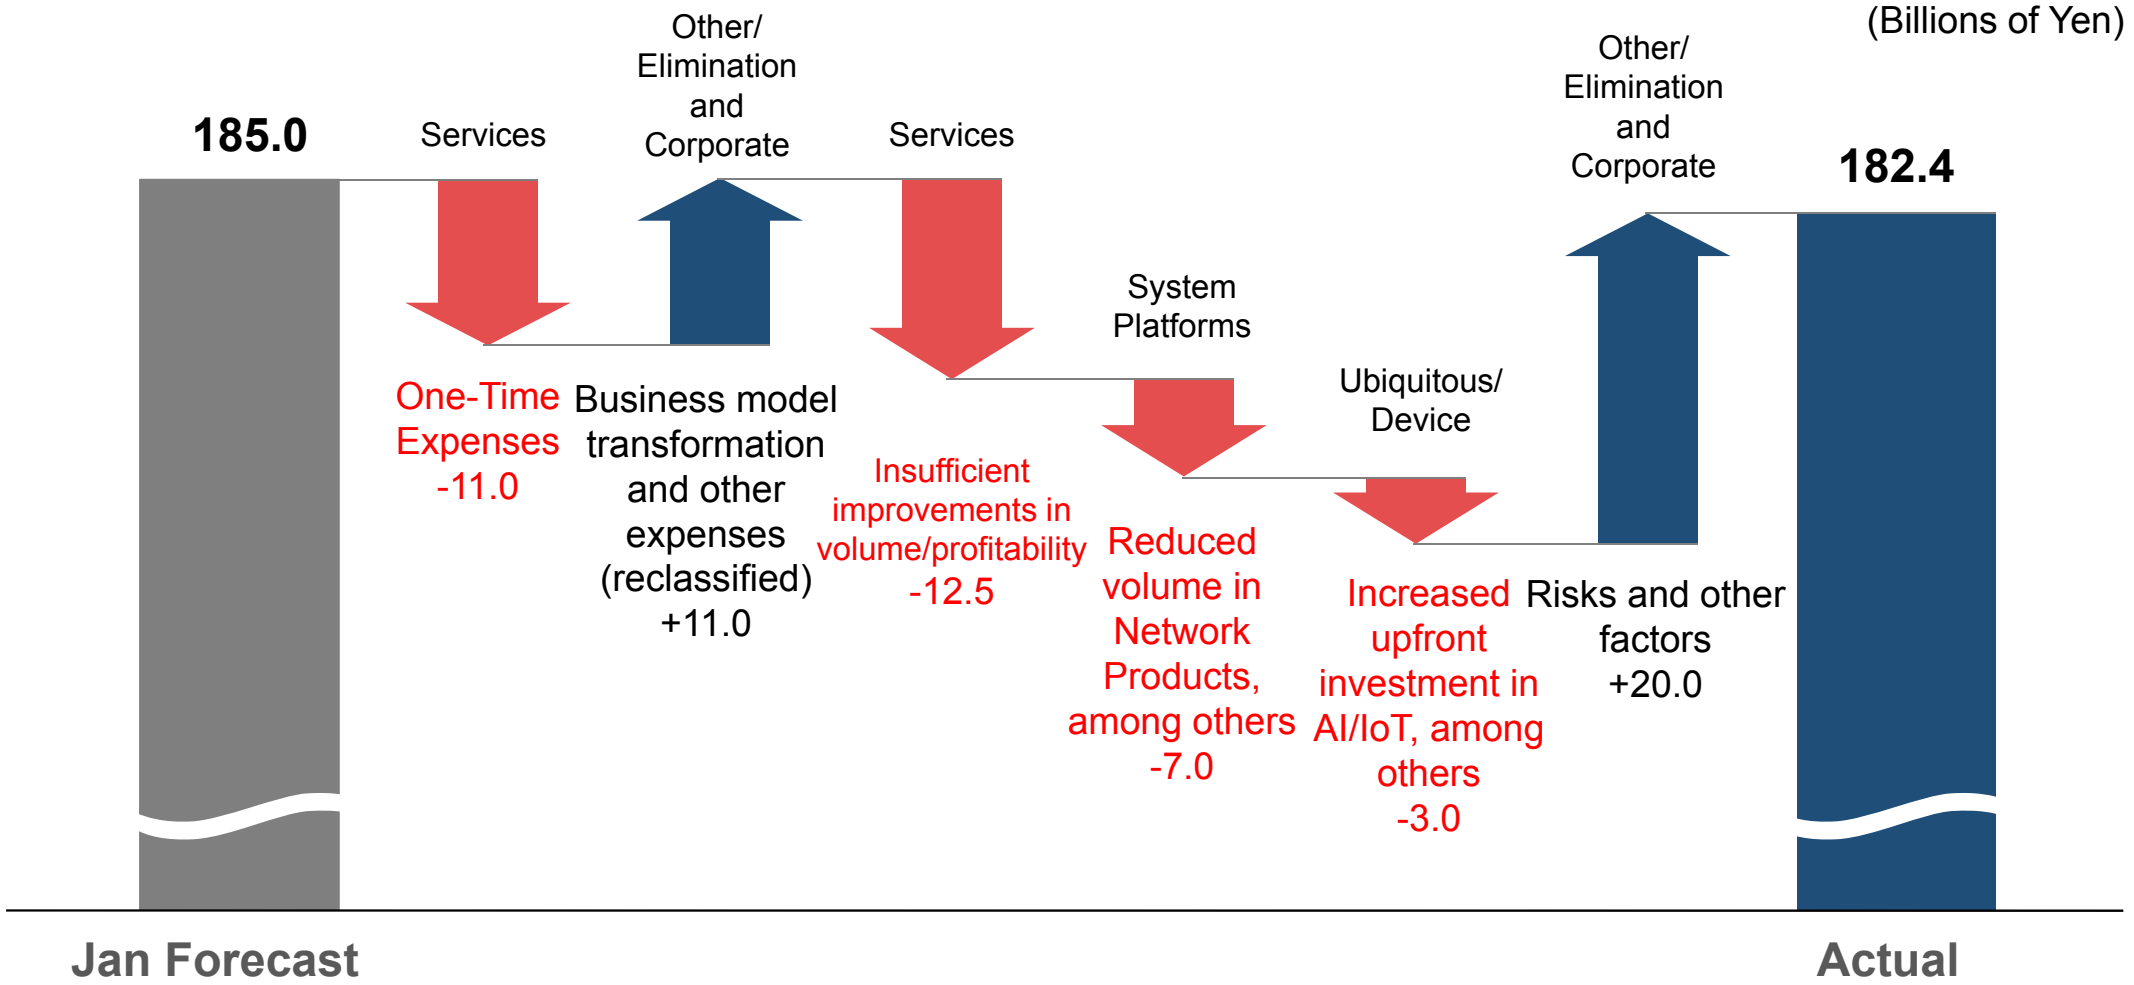 (Billions of Yen)
185.0
Services
Other/
Elimination
and
Corporate
Services
System
Platforms
Ubiquitous/
Device
Other/
Elimination
and
Corporate
182.4
One-Time
Expenses
-11.0
Business model
transformation
and other
expenses
(reclassified)
+11.0
Insufficient
improvements in
volume/profitability
-12.5
Reduced
volume in
Network
Products,
among others
-7.0
Increased
upfront
investment in
AI/IoT, among
others
-3.0
Risks and other
factors
+20.0
Jan Forecast
Actual